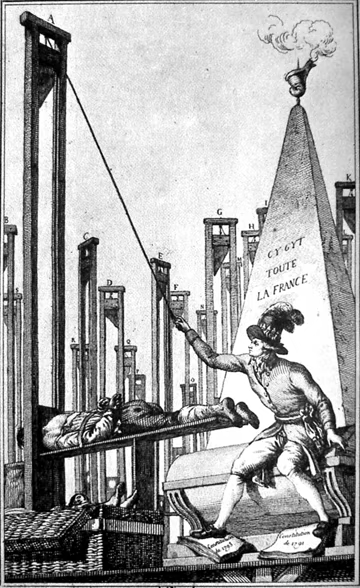 A
K
G
B
H
C
E
D
F
CY GYT
TOUTE
LA FRANCE
Constitution
de 1793
Constitution
de 1791